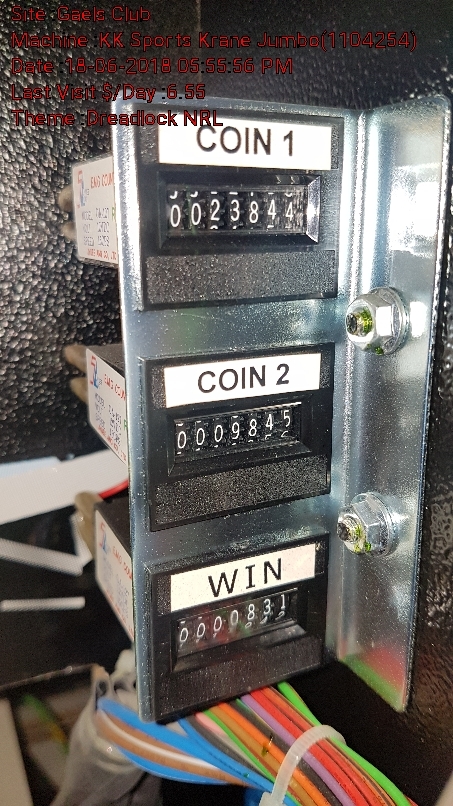 Site :Gaels Club
Machine :KK Sports Krane Jumbo(1104254)
Date :18-06-2018 05:55:56 PM
Last Visit $/Day :6.55
Theme :Dreadlock NRL
COIN 1
0023844
COIN 2
0009845
WIN
0000831